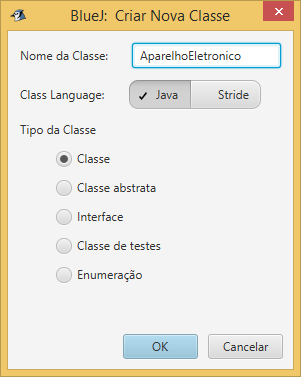 BlueJ: Criar Nova Classe
Nome da Classe: AparelhoEletronico
Class Language: Java Stride
Tipo da Classe
Classe
Classe abstrata
Interface
Classe de testes
Enumeração
OK Cancelar